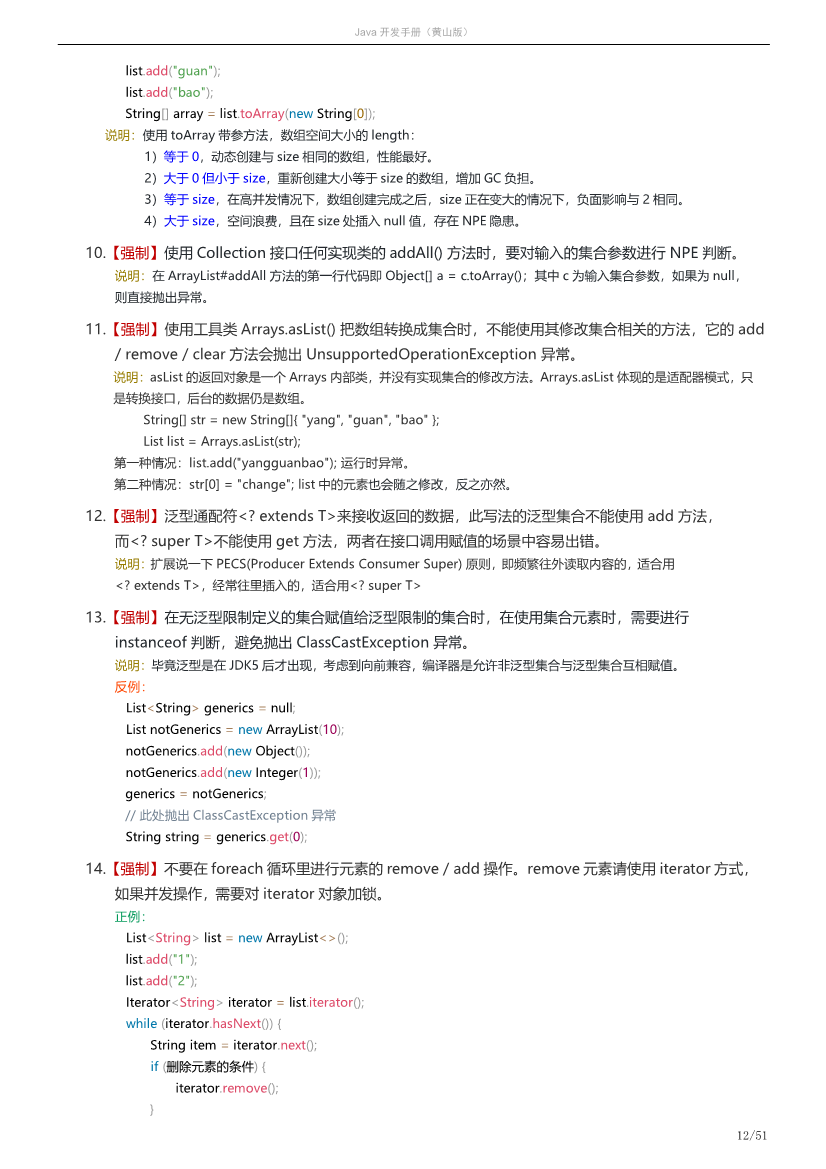 Java 开发手册（黄山版）
list.add("guan");
list.add("bao");
String[] array = list.toArray(new String[0]);
说明：使用 toArray 带参方法，数组空间大小的 length：
1）等于 0，动态创建与 size 相同的数组，性能最好。
2）大于 0 但小于 size，重新创建大小等于 size 的数组，增加 GC 负担。
3）等于 size，在高并发情况下，数组创建完成之后，size 正在变大的情况下，负面影响与 2 相同。
4）大于 size，空间浪费，且在 size 处插入 null 值，存在 NPE 隐患。
10.【强制】使用 Collection 接口任何实现类的 addAll() 方法时，要对输入的集合参数进行 NPE 判断。
说明：在 ArrayList#addAll 方法的第一行代码即 Object[] a = c.toArray()；其中 c 为输入集合参数，如果为 null，
则直接抛出异常。
11.【强制】使用工具类 Arrays.asList() 把数组转换成集合时，不能使用其修改集合相关的方法，它的 add
/ remove / clear 方法会抛出 UnsupportedOperationException 异常。
说明：asList 的返回对象是一个 Arrays 内部类，并没有实现集合的修改方法。Arrays.asList 体现的是适配器模式，只
是转换接口，后台的数据仍是数组。
String[] str = new String[]{ "yang", "guan", "bao" };
List list = Arrays.asList(str);
第一种情况：list.add("yangguanbao"); 运行时异常。
第二种情况：str[0] = "change"; list 中的元素也会随之修改，反之亦然。
12.【强制】泛型通配符<? extends T>来接收返回的数据，此写法的泛型集合不能使用 add 方法，
而<? super T>不能使用 get 方法，两者在接口调用赋值的场景中容易出错。
说明：扩展说一下 PECS(Producer Extends Consumer Super) 原则，即频繁往外读取内容的，适合用
<? extends T>，经常往里插入的，适合用<? super T>
13.【强制】在无泛型限制定义的集合赋值给泛型限制的集合时，在使用集合元素时，需要进行
instanceof 判断，避免抛出 ClassCastException 异常。
说明：毕竟泛型是在 JDK5 后才出现，考虑到向前兼容，编译器是允许非泛型集合与泛型集合互相赋值。
反例：
List<String> generics = null;
List notGenerics = new ArrayList(10);
notGenerics.add(new Object());
notGenerics.add(new Integer(1));
generics = notGenerics;
// 此处抛出 ClassCastException 异常
String string = generics.get(0);
14.【强制】不要在 foreach 循环里进行元素的 remove / add 操作。remove 元素请使用 iterator 方式，
如果并发操作，需要对 iterator 对象加锁。
正例：
List<String> list = new ArrayList<>();
list.add("1");
list.add("2");
Iterator<String> iterator = list.iterator();
while (iterator.hasNext()) {
String item = iterator.next();
if (删除元素的条件) {
iterator.remove();
}
12/51